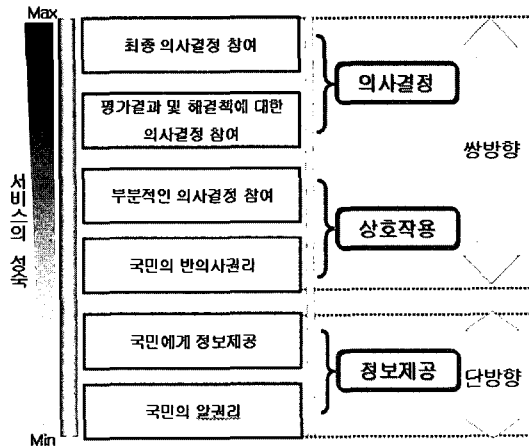 Max
최종 의사결정 참여
의사결정
평가결과 및 해결책에 대한
의사결정 참여
쌍방향
부분적인 의사결정 참여
서비스의 성숙
상호작용
국민의 반의사권리
국민에게 정보제공
정보제공
단방향
국민의 알권리
Min